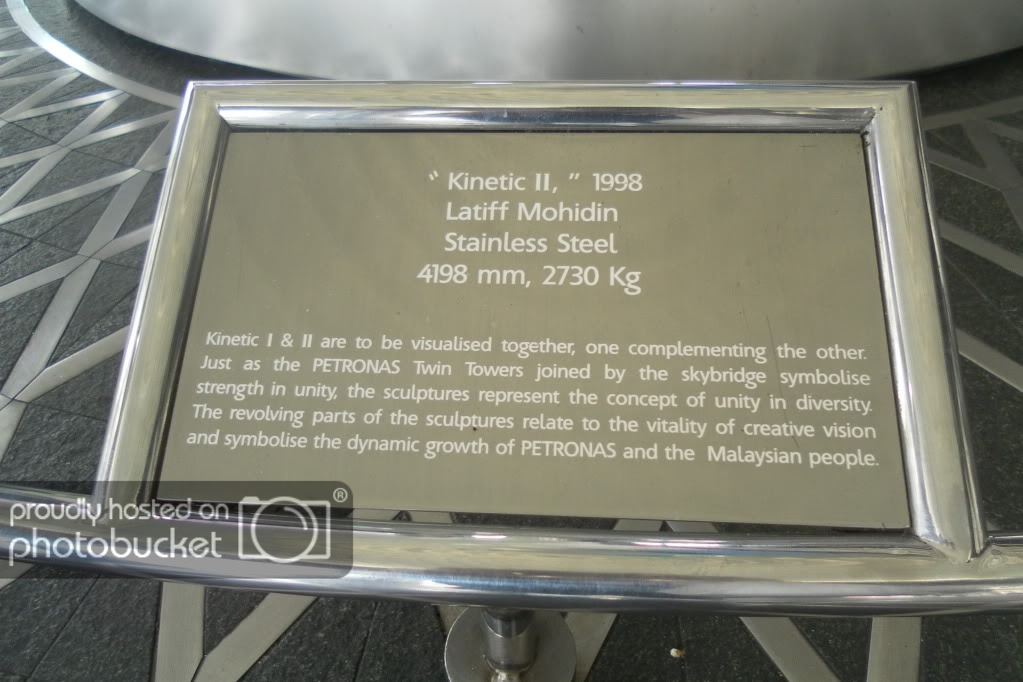 “ Kinetic II, ” 1998
Latiff Mohidin
Stainless Steel
4198 mm, 2730 Kg
Kinetic I & II are to be visualised together, one complementing the other.
Just as the PETRONAS Twin Towers joined by the skybridge symbolise
strength in unity, the sculptures represent the concept of unity in diversity.
The revolving parts of the sculptures relate to the vitality of creative vision
and symbolise the dynamic growth of PETRONAS and the Malaysian people.
proudly hosted on
photobucket
®